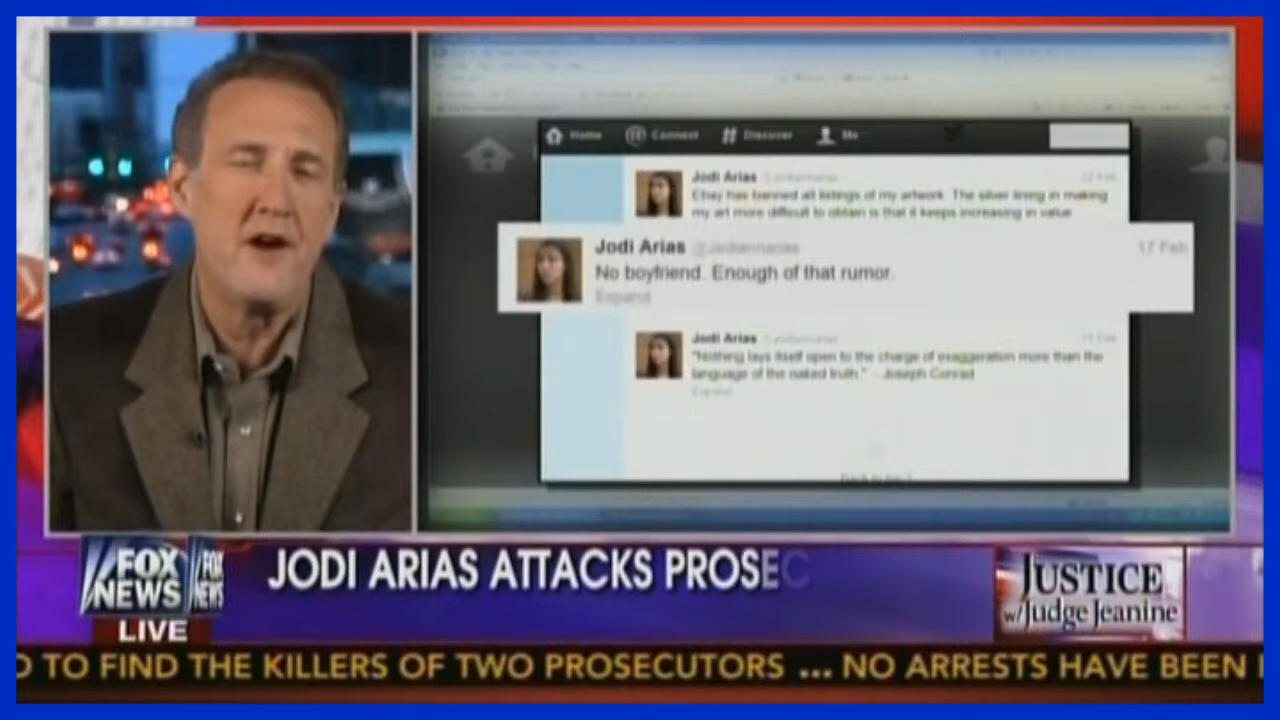 Home Connect Discover Me
Jodi Arias
Ebay has banned all listings of my artwork. The silver lining in making
my art more difficult to obtain is that it keeps increasing in value
Jodi Arias @Jodiannarias 17 Feb
No boyfriend. Enough of that rumor.
Expand
Jodi Arias
"Nothing lays itself open to the charge of exaggeration more than the
language of the naked truth." - Joseph Conrad
Expand
FOX
NEWS
FOX
NEWS
LIVE
JODI ARIAS ATTACKS PROSEC
JUSTICE
w/Judge Jeanine
D TO FIND THE KILLERS OF TWO PROSECUTORS ... NO ARRESTS HAVE BEEN